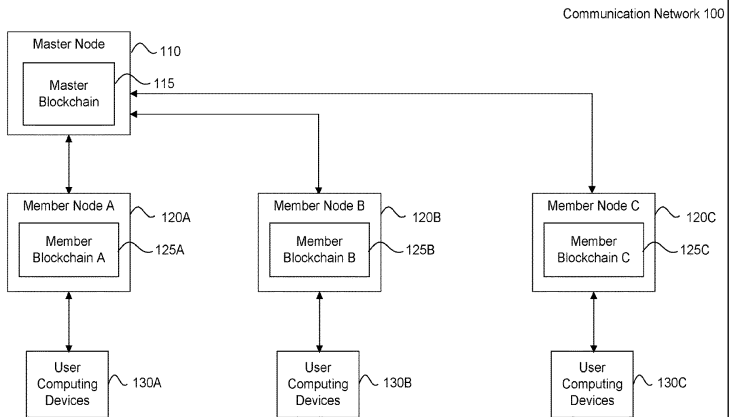 Communication Network 100
Master Node
110
Master
Blockchain
115
Member Node A
120A
Member
Blockchain A
125A
Member Node B
120B
Member
Blockchain B
125B
Member Node C
120C
Member
Blockchain C
125C
User
Computing
Devices
130A
User
Computing
Devices
130B
User
Computing
Devices
130C